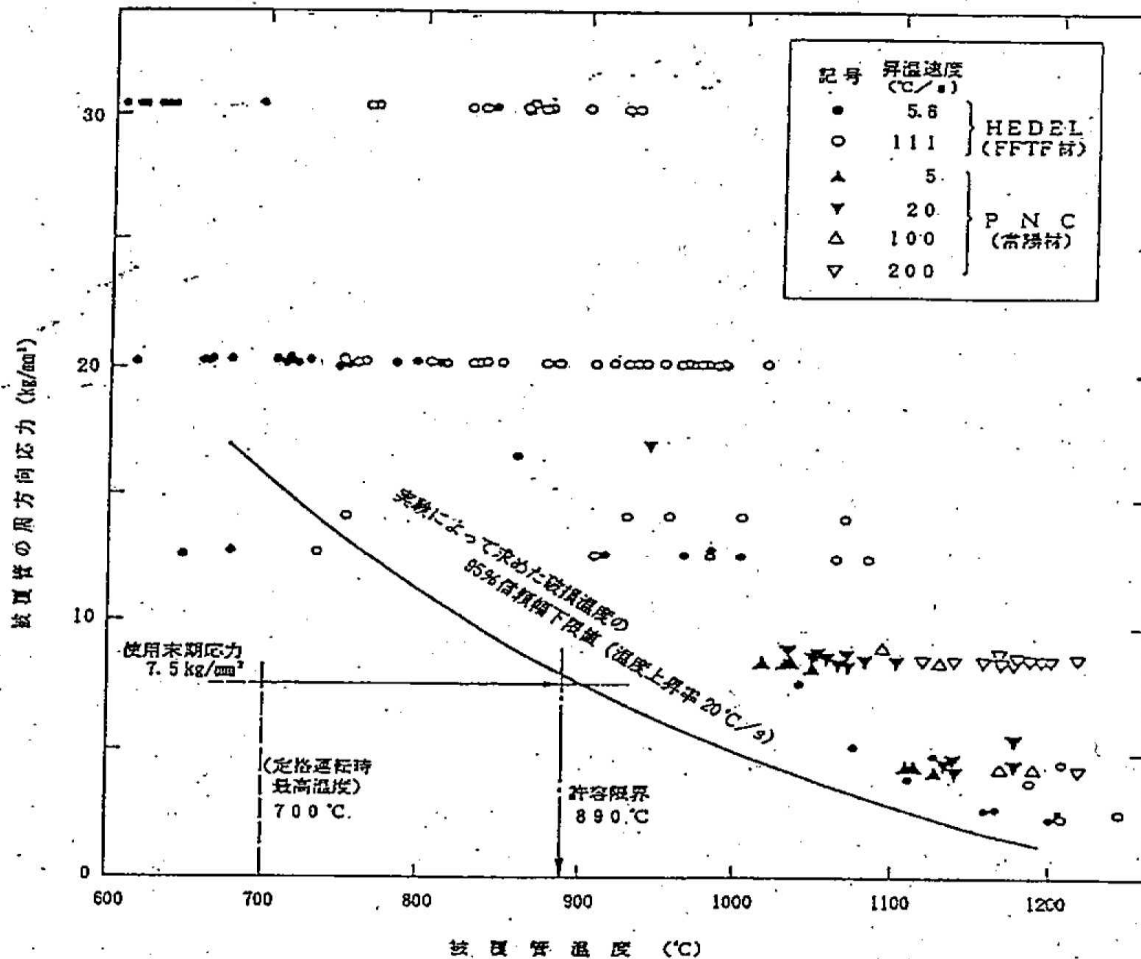 記号 昇温速度
(℃/s)
5.6
111
HEDEL
(FFTF材)
5
20
100
200
PNC
(常陽材)
30
20
10
0
被覆管の周方向応力 (kg/mm²)
実験によって求めた破損温度の
95%信頼幅下限値 (温度上昇率20℃/s)
使用末期応力
7.5kg/mm²
(定格運転時
最高温度)
700℃
許容限界
890℃
600 700 800 900 1000 1100 1200
被覆管温度 (℃)